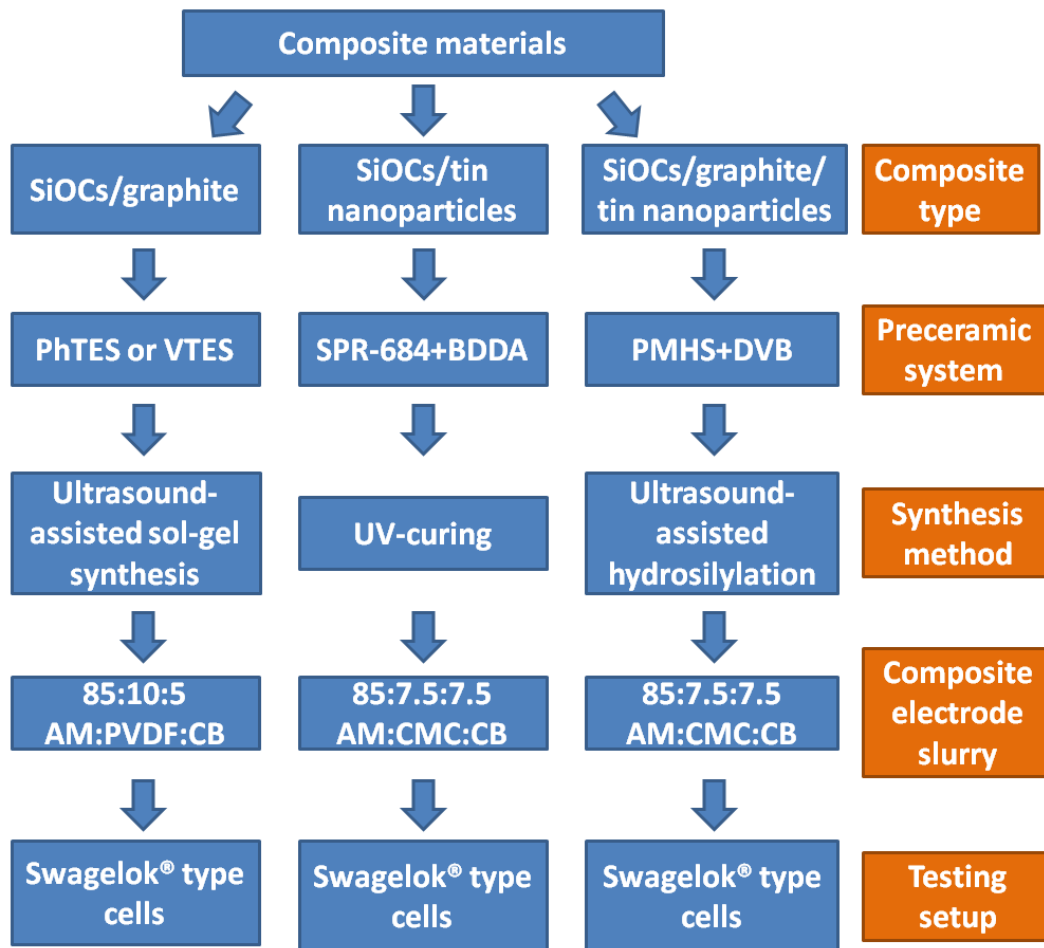 Composite materials
SiOCs/graphite
SiOCs/tin
nanoparticles
SiOCs/graphite/
tin nanoparticles
Composite
type
PhTES or VTES
SPR-684+BDDA
PMHS+DVB
Preceramic
system
Ultrasound-
assisted sol-gel
synthesis
UV-curing
Ultrasound-
assisted
hydrosilylation
Synthesis
method
85:10:5
AM:PVDF:CB
85:7.5:7.5
AM:CMC:CB
85:7.5:7.5
AM:CMC:CB
Composite
electrode
slurry
Swagelok® type
cells
Swagelok® type
cells
Swagelok® type
cells
Testing
setup